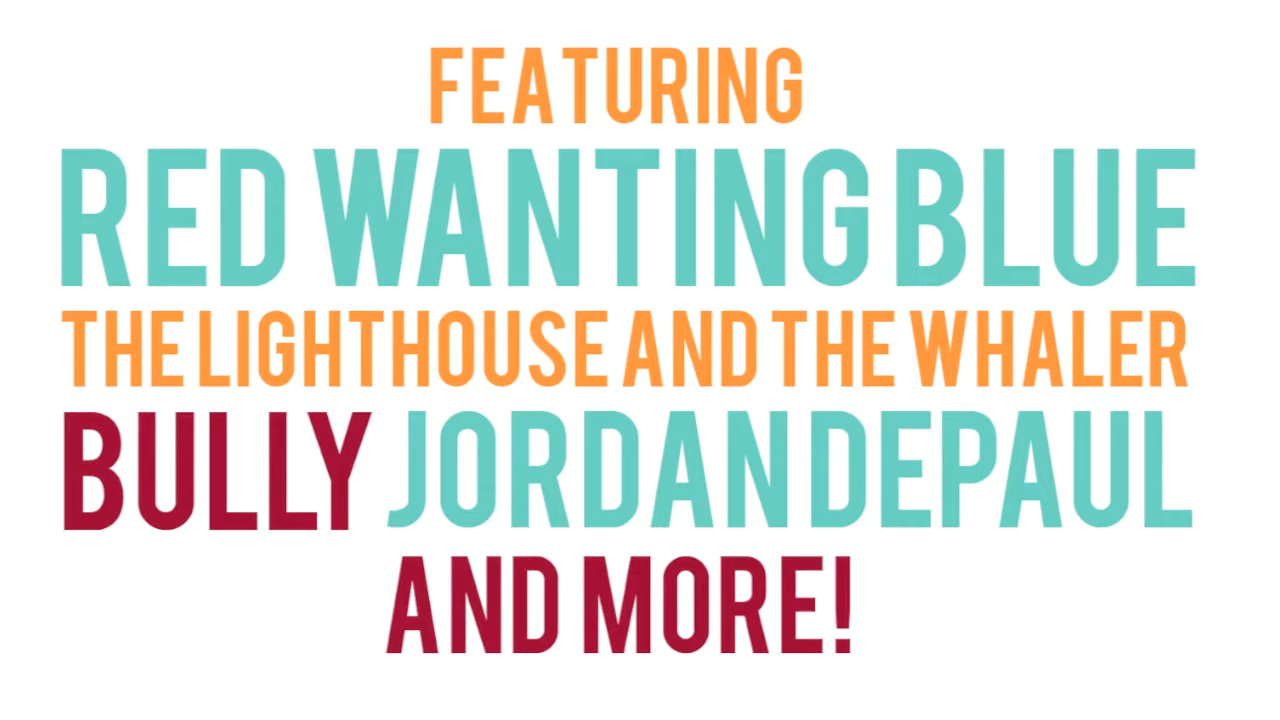 FEATURING
RED WANTING BLUE
THE LIGHTHOUSE AND THE WHALER
BULLY JORDAN DEPAUL
AND MORE!